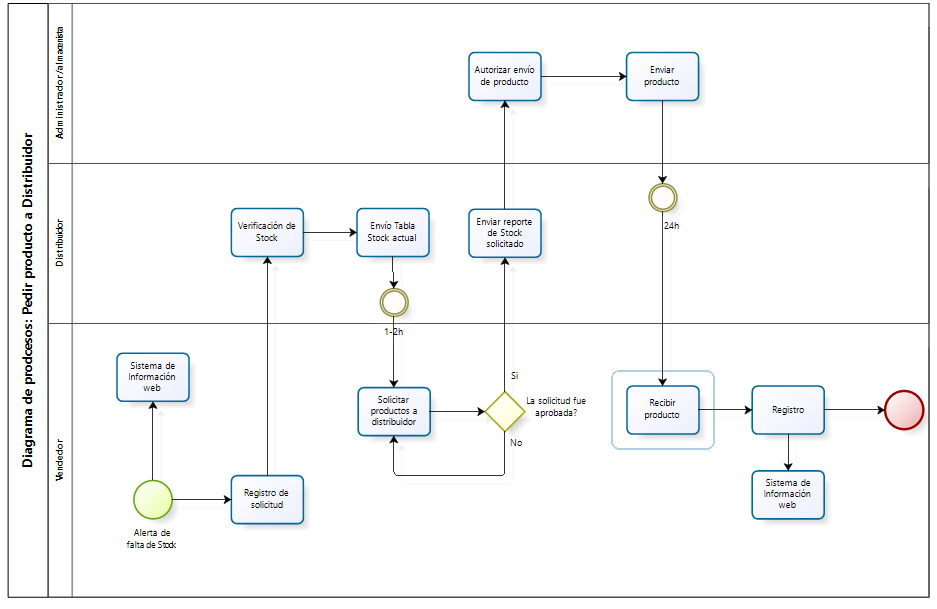 Diagrama de prodcesos: Pedir producto a Distribuidor
Administrador/almacenista
Autorizar envío
de producto
Enviar
producto
Distribuidor
Verificación de
Stock
Envío Tabla
Stock actual
Enviar reporte
de Stock
solicitado
24h
1-2h
Vendedor
Sistema de
Información
web
Solicitar
productos a
distribuidor
Si
La solicitud fue
aprobada?
No
Recibir
producto
Registro
Registro de
solicitud
Sistema de
Información
web
Alerta de
falta de Stock